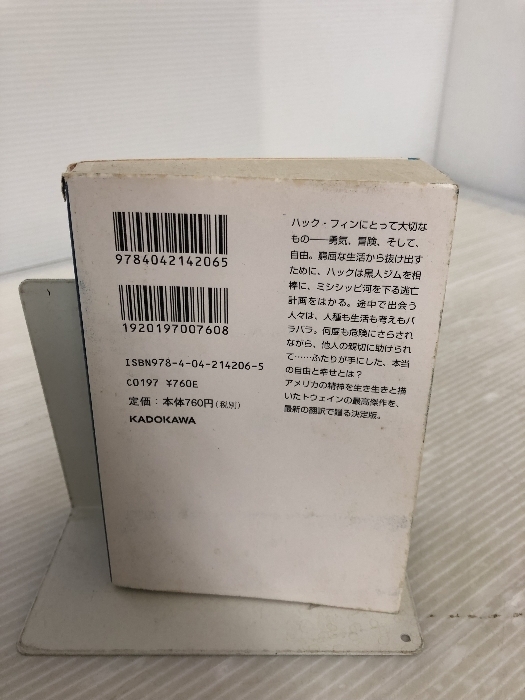 9784042142065
1920197007608
ISBN978-4-04-214206-5
C0197 ¥760E
定価：本体760円(税別)
KADOKAWA
ハック・フィンにとって大切な
もの――勇気、冒険、そして、
自由。窮屈な生活から抜け出す
ために、ハックは黒人ジムを相
棒に、ミシシッピ河を下る逃亡
計画をはかる。途中で出会う
人々は、人種も生活も考えもバ
ラバラ。何度も危険にさらされ
ながら、他人の親切に助けられ
て……ふたりが手にした、本当
の自由と幸せとは？
アメリカの精神を生き生きと描
いたトウェインの最高傑作を、
最新の翻訳で贈る決定版。